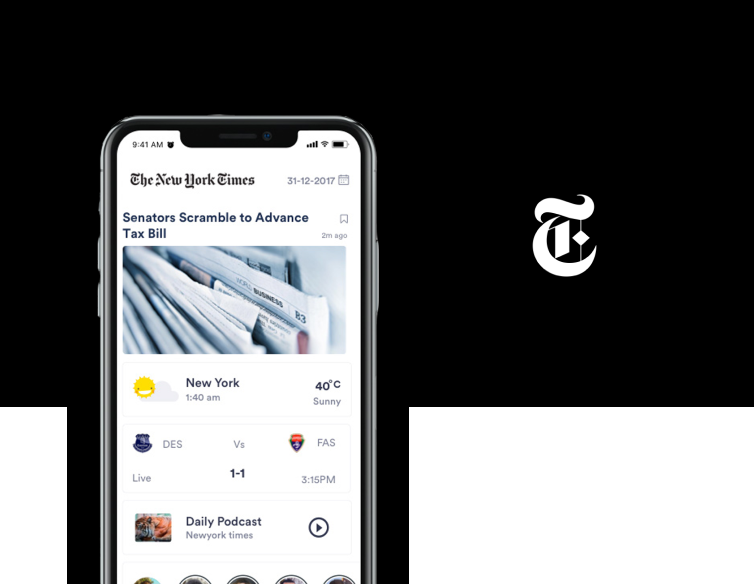 9:41 AM
The New York Times
31-12-2017
Senators Scramble to Advance
Tax Bill
2m ago
WORLD BUSINESS
B3
New York
1:40 am
40°C
Sunny
DES
Vs
FAS
Live
1-1
3:15PM
Daily Podcast
Newyork times
T